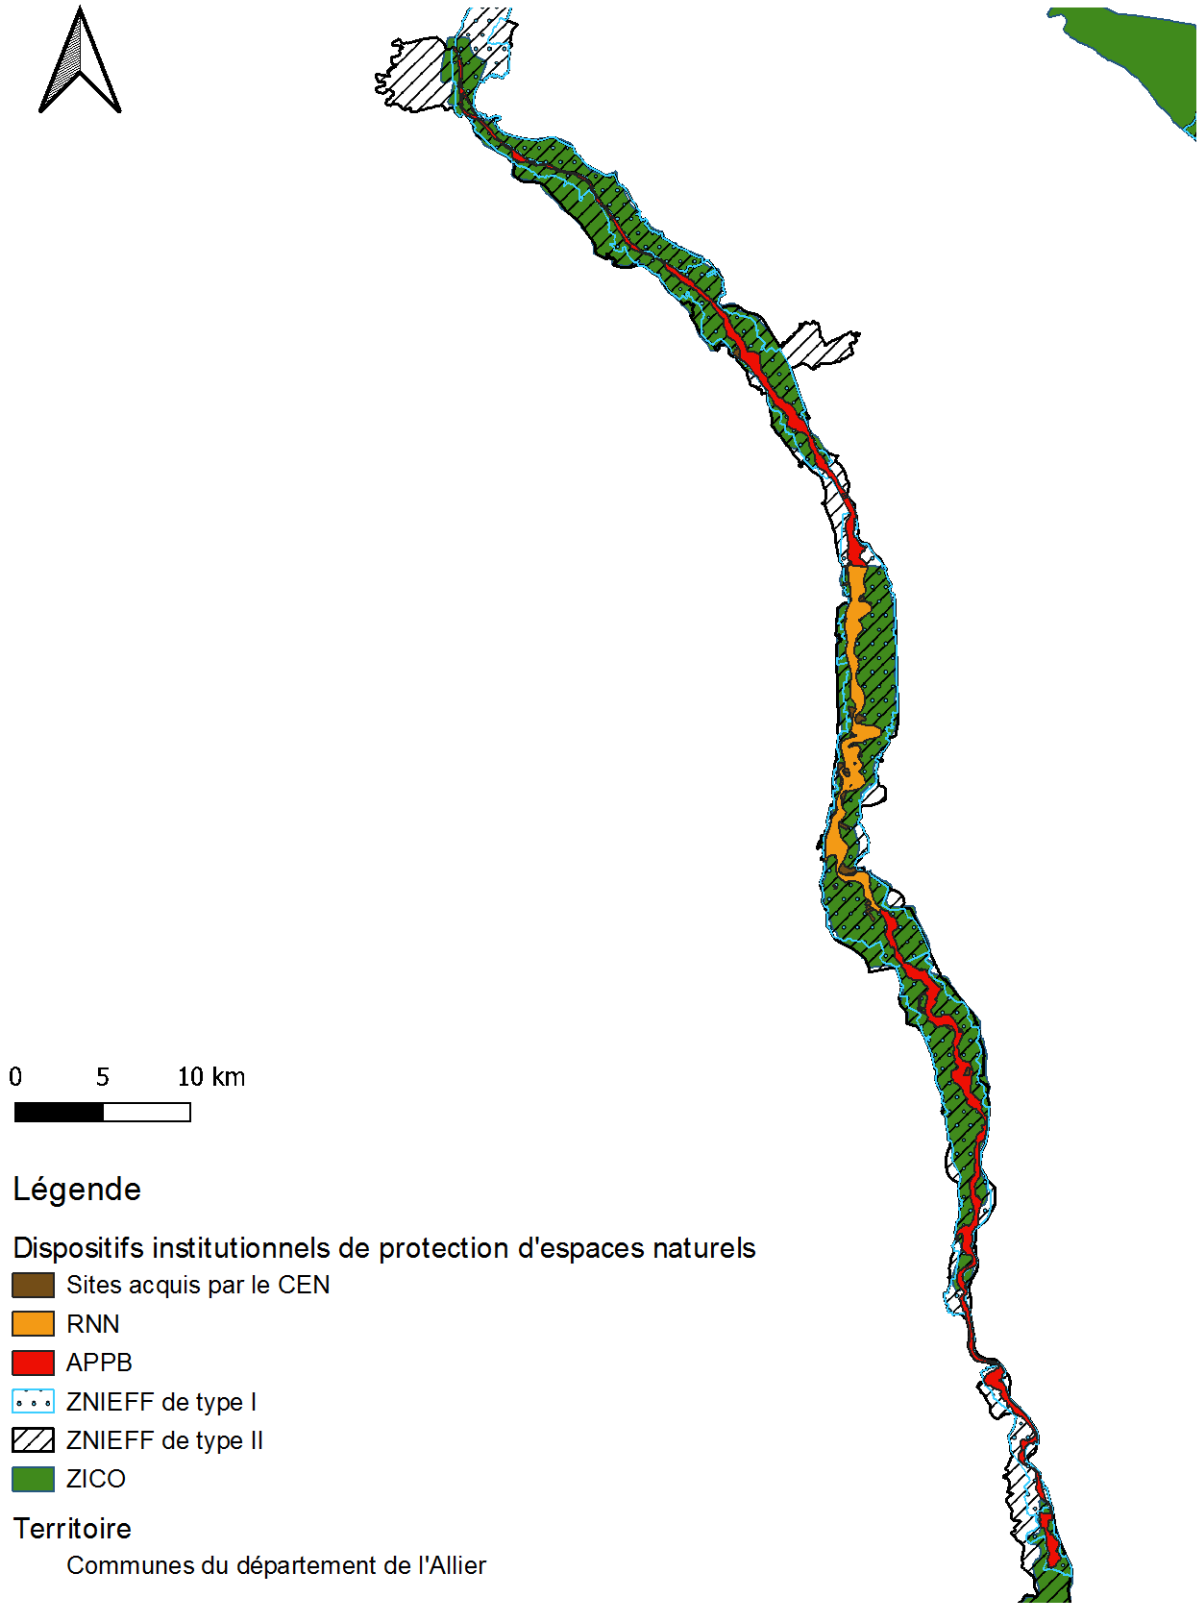 0 5 10 km
Légende
Dispositifs institutionnels de protection d'espaces naturels
Sites acquis par le CEN
RNN
APPB
ZNIEFF de type I
ZNIEFF de type II
ZICO
Territoire
Communes du département de l'Allier